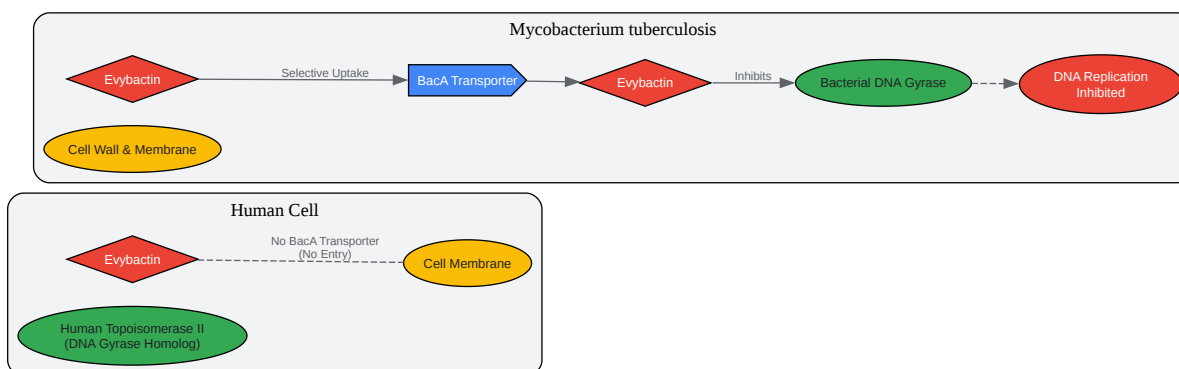 Mycobacterium tuberculosis
Evybactin
Selective Uptake
BacA Transporter
Evybactin
Inhibits
Bacterial DNA Gyrase
DNA Replication
Inhibited
Cell Wall & Membrane
Human Cell
Evybactin
No BacA Transporter
(No Entry)
Cell Membrane
Human Topoisomerase II
(DNA Gyrase Homolog)